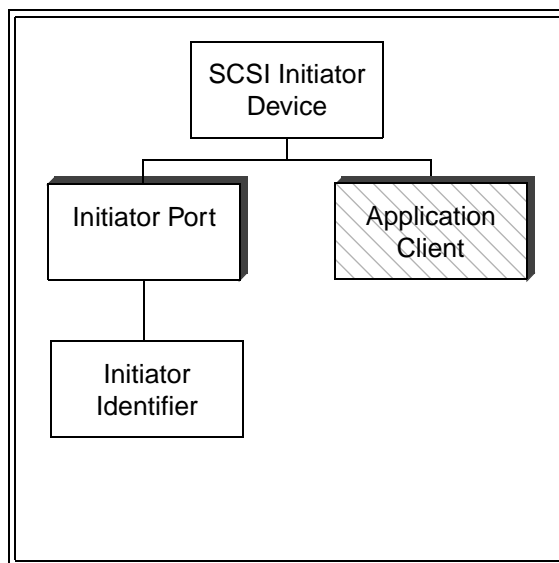 SCSI Initiator
Device
Initiator Port
Application
Client
Initiator
Identifier